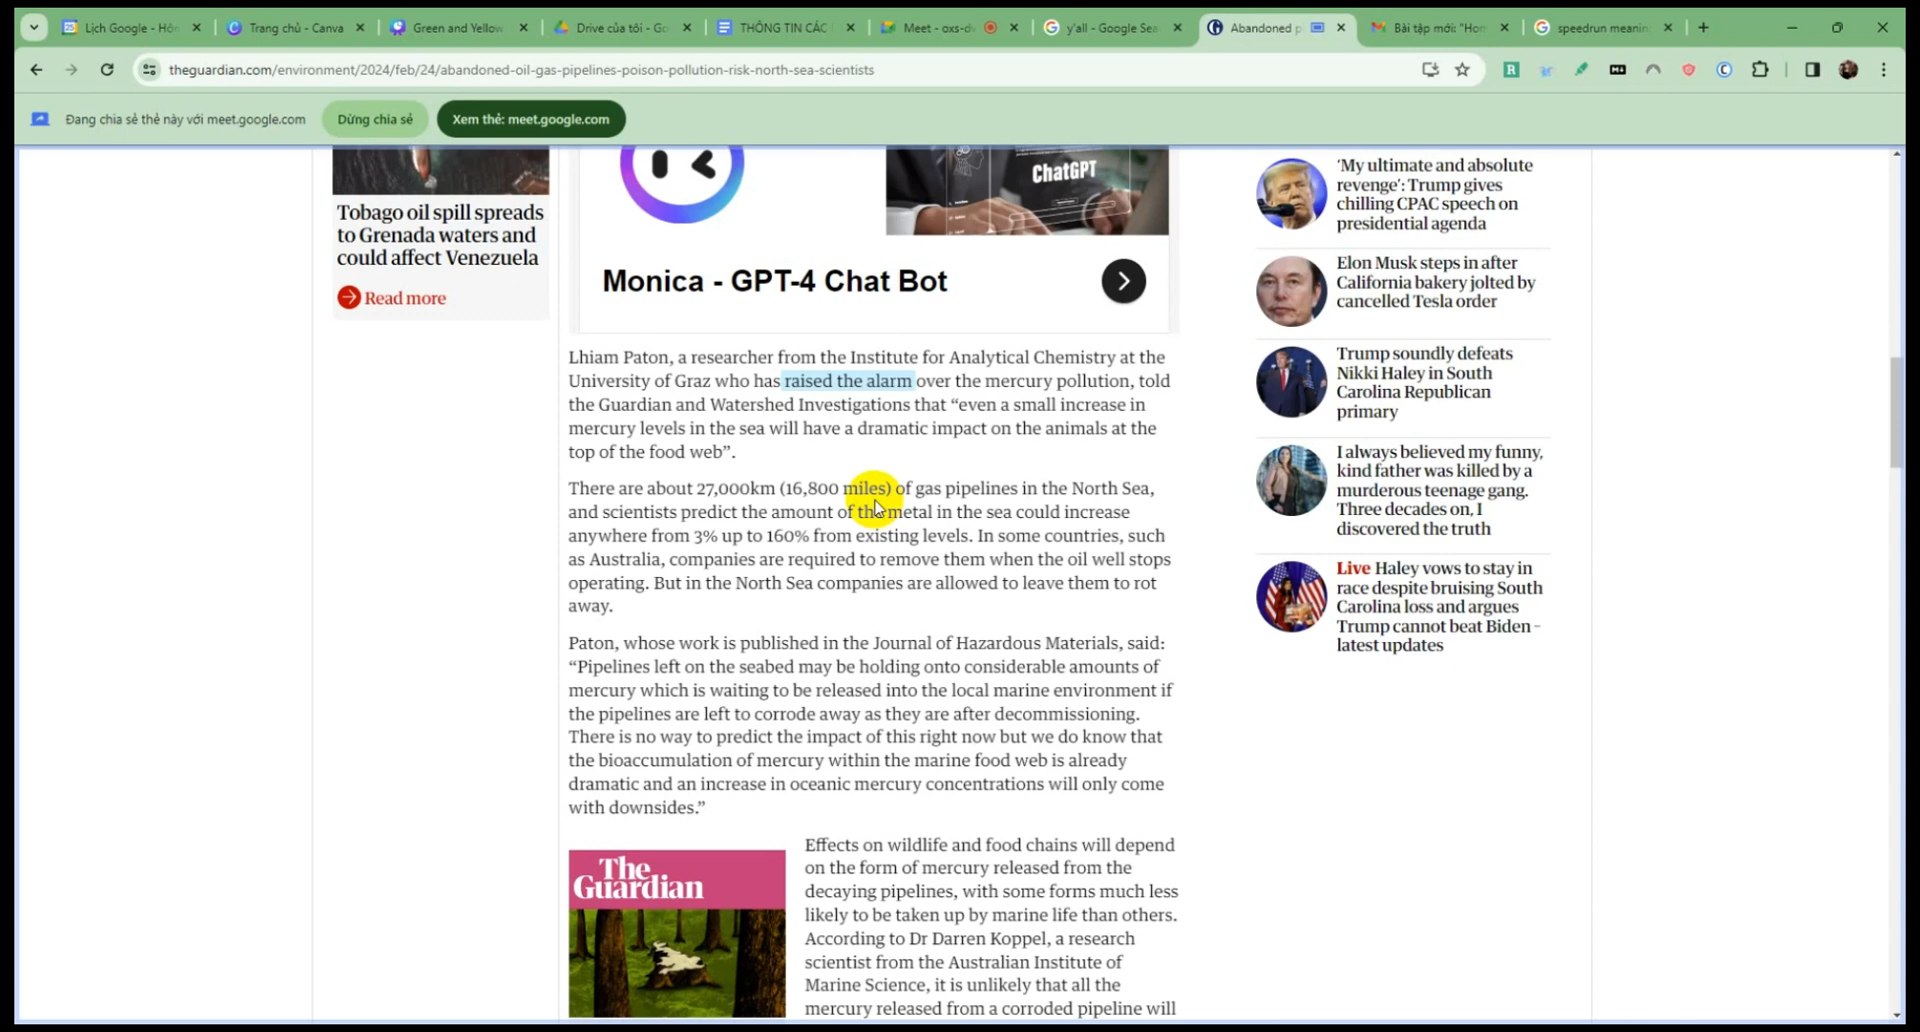 Lịch Google - Hò
Trang chủ - Canva
Green and Yellow
Drive của tôi - Go
THÔNG TIN CÁC
Meet - oxs-d
y'all - Google Sea
Abandoned p
Bài tập mới: "Hom
speedrun meanin
theguardian.com/environment/2024/feb/24/abandoned-oil-gas-pipelines-poison-pollution-risk-north-sea-scientists
Đang chia sẻ thẻ này với meet.google.com
Dừng chia sẻ
Xem thẻ: meet.google.com
Tobago oil spill spreads
to Grenada waters and
could affect Venezuela
Read more
ChatGPT
Monica - GPT-4 Chat Bot
Lhiam Paton, a researcher from the Institute for Analytical Chemistry at the
University of Graz who has raised the alarm over the mercury pollution, told
the Guardian and Watershed Investigations that “even a small increase in
mercury levels in the sea will have a dramatic impact on the animals at the
top of the food web”.
There are about 27,000km (16,800 miles) of gas pipelines in the North Sea,
and scientists predict the amount of the metal in the sea could increase
anywhere from 3% up to 160% from existing levels. In some countries, such
as Australia, companies are required to remove them when the oil well stops
operating. But in the North Sea companies are allowed to leave them to rot
away.
Paton, whose work is published in the Journal of Hazardous Materials, said:
“Pipelines left on the seabed may be holding onto considerable amounts of
mercury which is waiting to be released into the local marine environment if
the pipelines are left to corrode away as they are after decommissioning.
There is no way to predict the impact of this right now but we do know that
the bioaccumulation of mercury within the marine food web is already
dramatic and an increase in oceanic mercury concentrations will only come
with downsides.”
The
Guardian
Effects on wildlife and food chains will depend
on the form of mercury released from the
decaying pipelines, with some forms much less
likely to be taken up by marine life than others.
According to Dr Darren Koppel, a research
scientist from the Australian Institute of
Marine Science, it is unlikely that all the
mercury released from a corroded pipeline will
‘My ultimate and absolute
revenge’: Trump gives
chilling CPAC speech on
presidential agenda
Elon Musk steps in after
California bakery jolted by
cancelled Tesla order
Trump soundly defeats
Nikki Haley in South
Carolina Republican
primary
I always believed my funny,
kind father was killed by a
murderous teenage gang.
Three decades on, I
discovered the truth
Live Haley vows to stay in
race despite bruising South
Carolina loss and argues
Trump cannot beat Biden –
latest updates